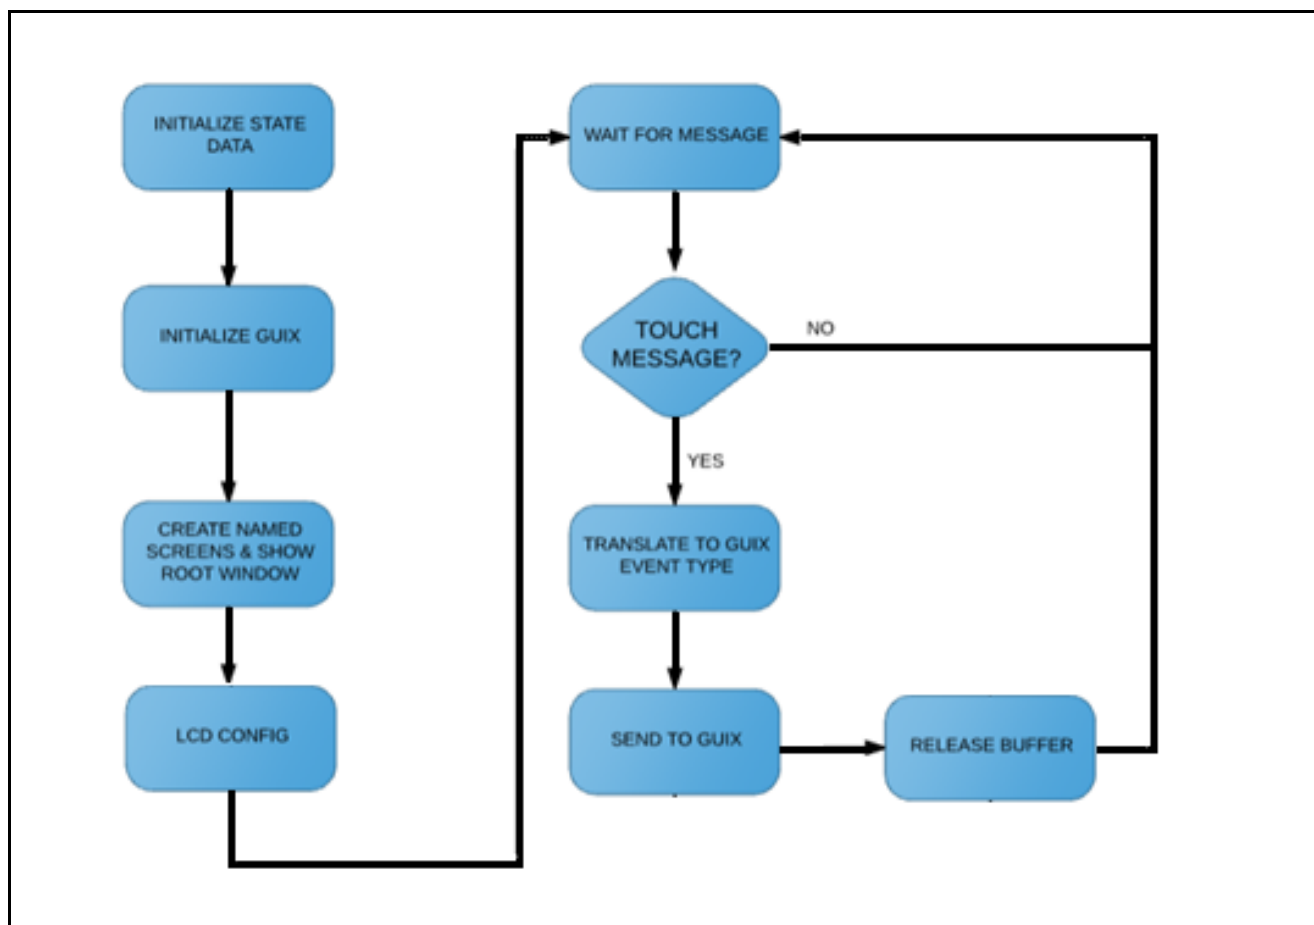 INITIALIZE STATE
DATA
INITIALIZE GUIX
CREATE NAMED
SCREENS & SHOW
ROOT WINDOW
LCD CONFIG
WAIT FOR MESSAGE
TOUCH
MESSAGE?
NO
YES
TRANSLATE TO GUIX
EVENT TYPE
SEND TO GUIX
RELEASE BUFFER